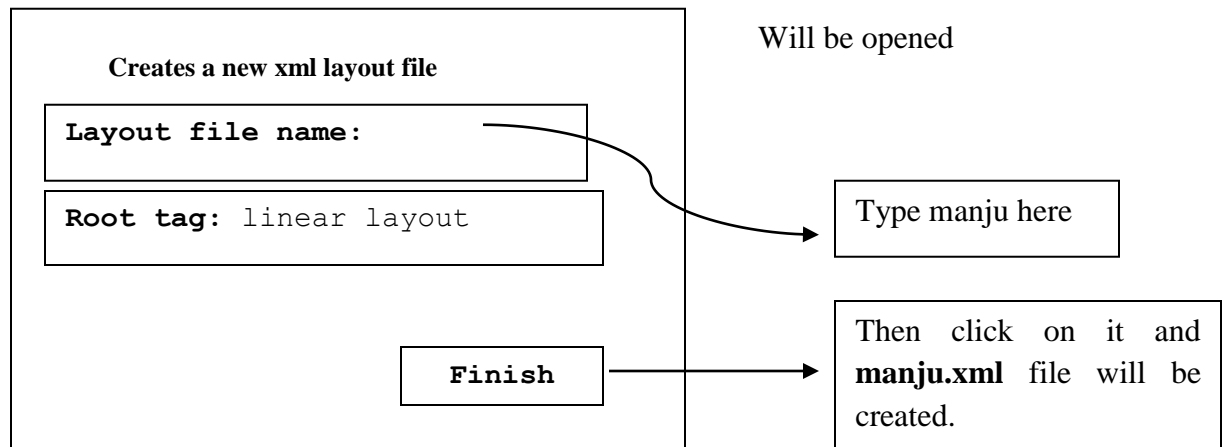 Will be opened
Creates a new xml layout file
Layout file name:
Root tag: linear layout
Type manju here
Finish
Then click on it and
manju.xml file will be
created.